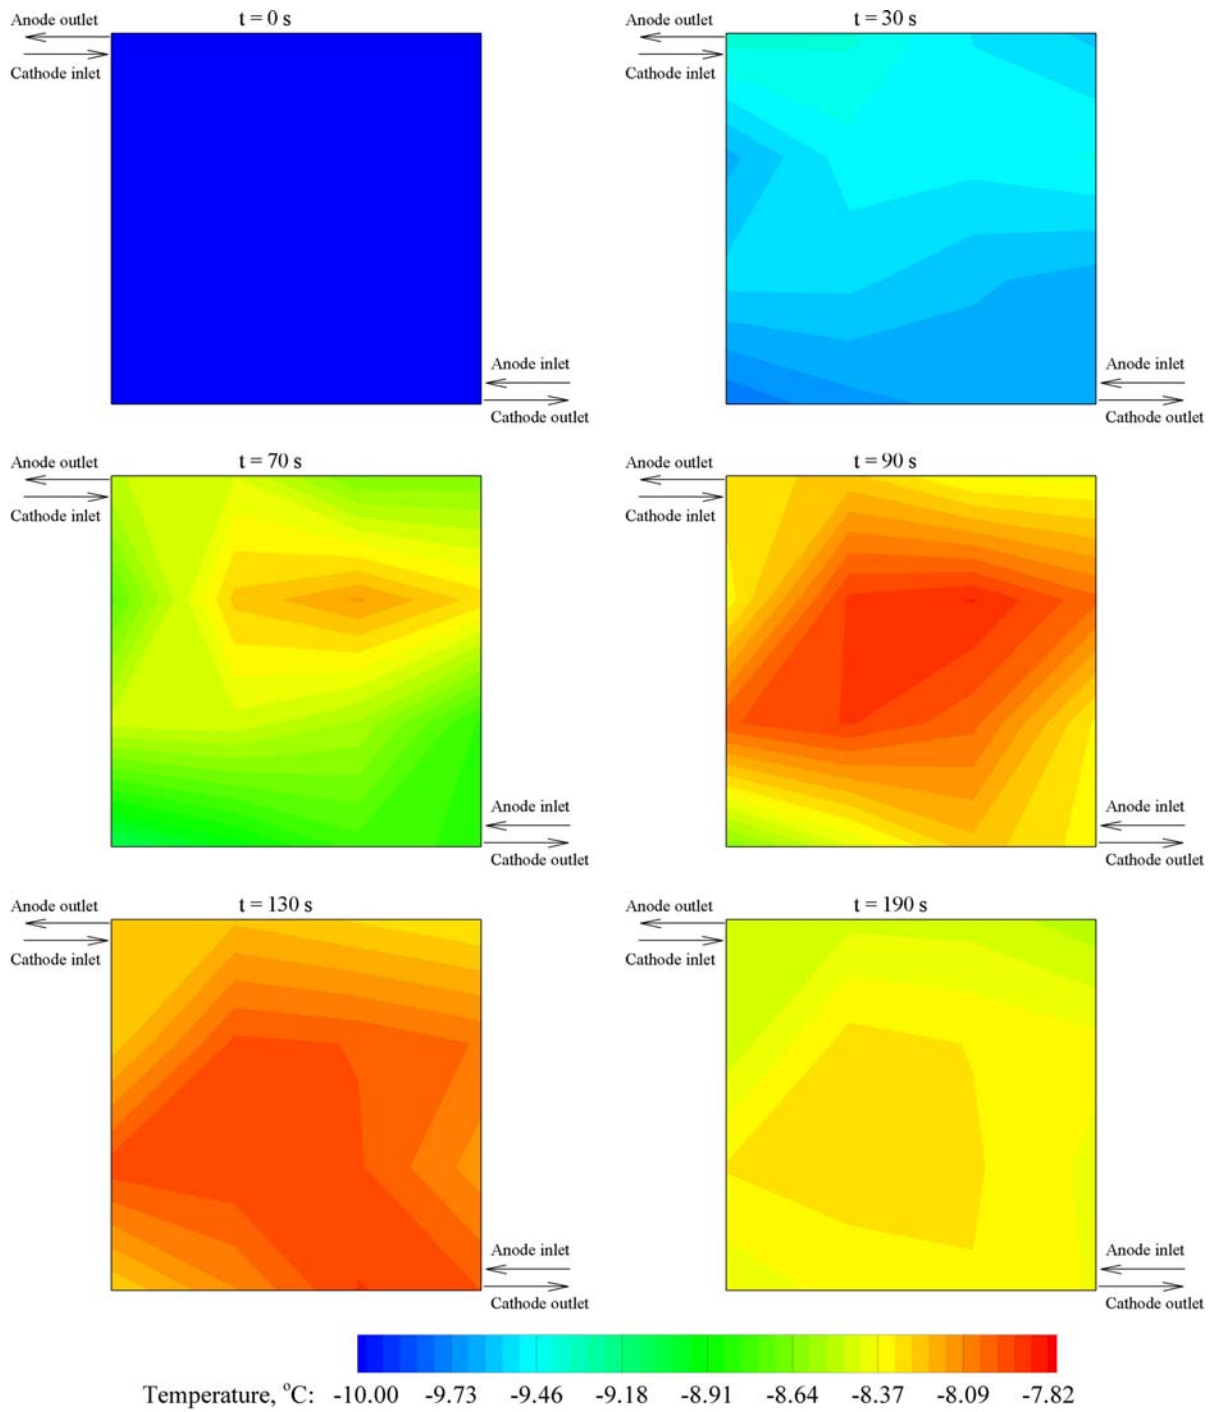 t = 0 s
Anode outlet
Cathode inlet
Anode inlet
Cathode outlet
t = 30 s
Anode outlet
Cathode inlet
Anode inlet
Cathode outlet
t = 70 s
Anode outlet
Cathode inlet
Anode inlet
Cathode outlet
t = 90 s
Anode outlet
Cathode inlet
Anode inlet
Cathode outlet
t = 130 s
Anode outlet
Cathode inlet
Anode inlet
Cathode outlet
t = 190 s
Anode outlet
Cathode inlet
Anode inlet
Cathode outlet
Temperature, °C: -10.00 -9.73 -9.46 -9.18 -8.91 -8.64 -8.37 -8.09 -7.82